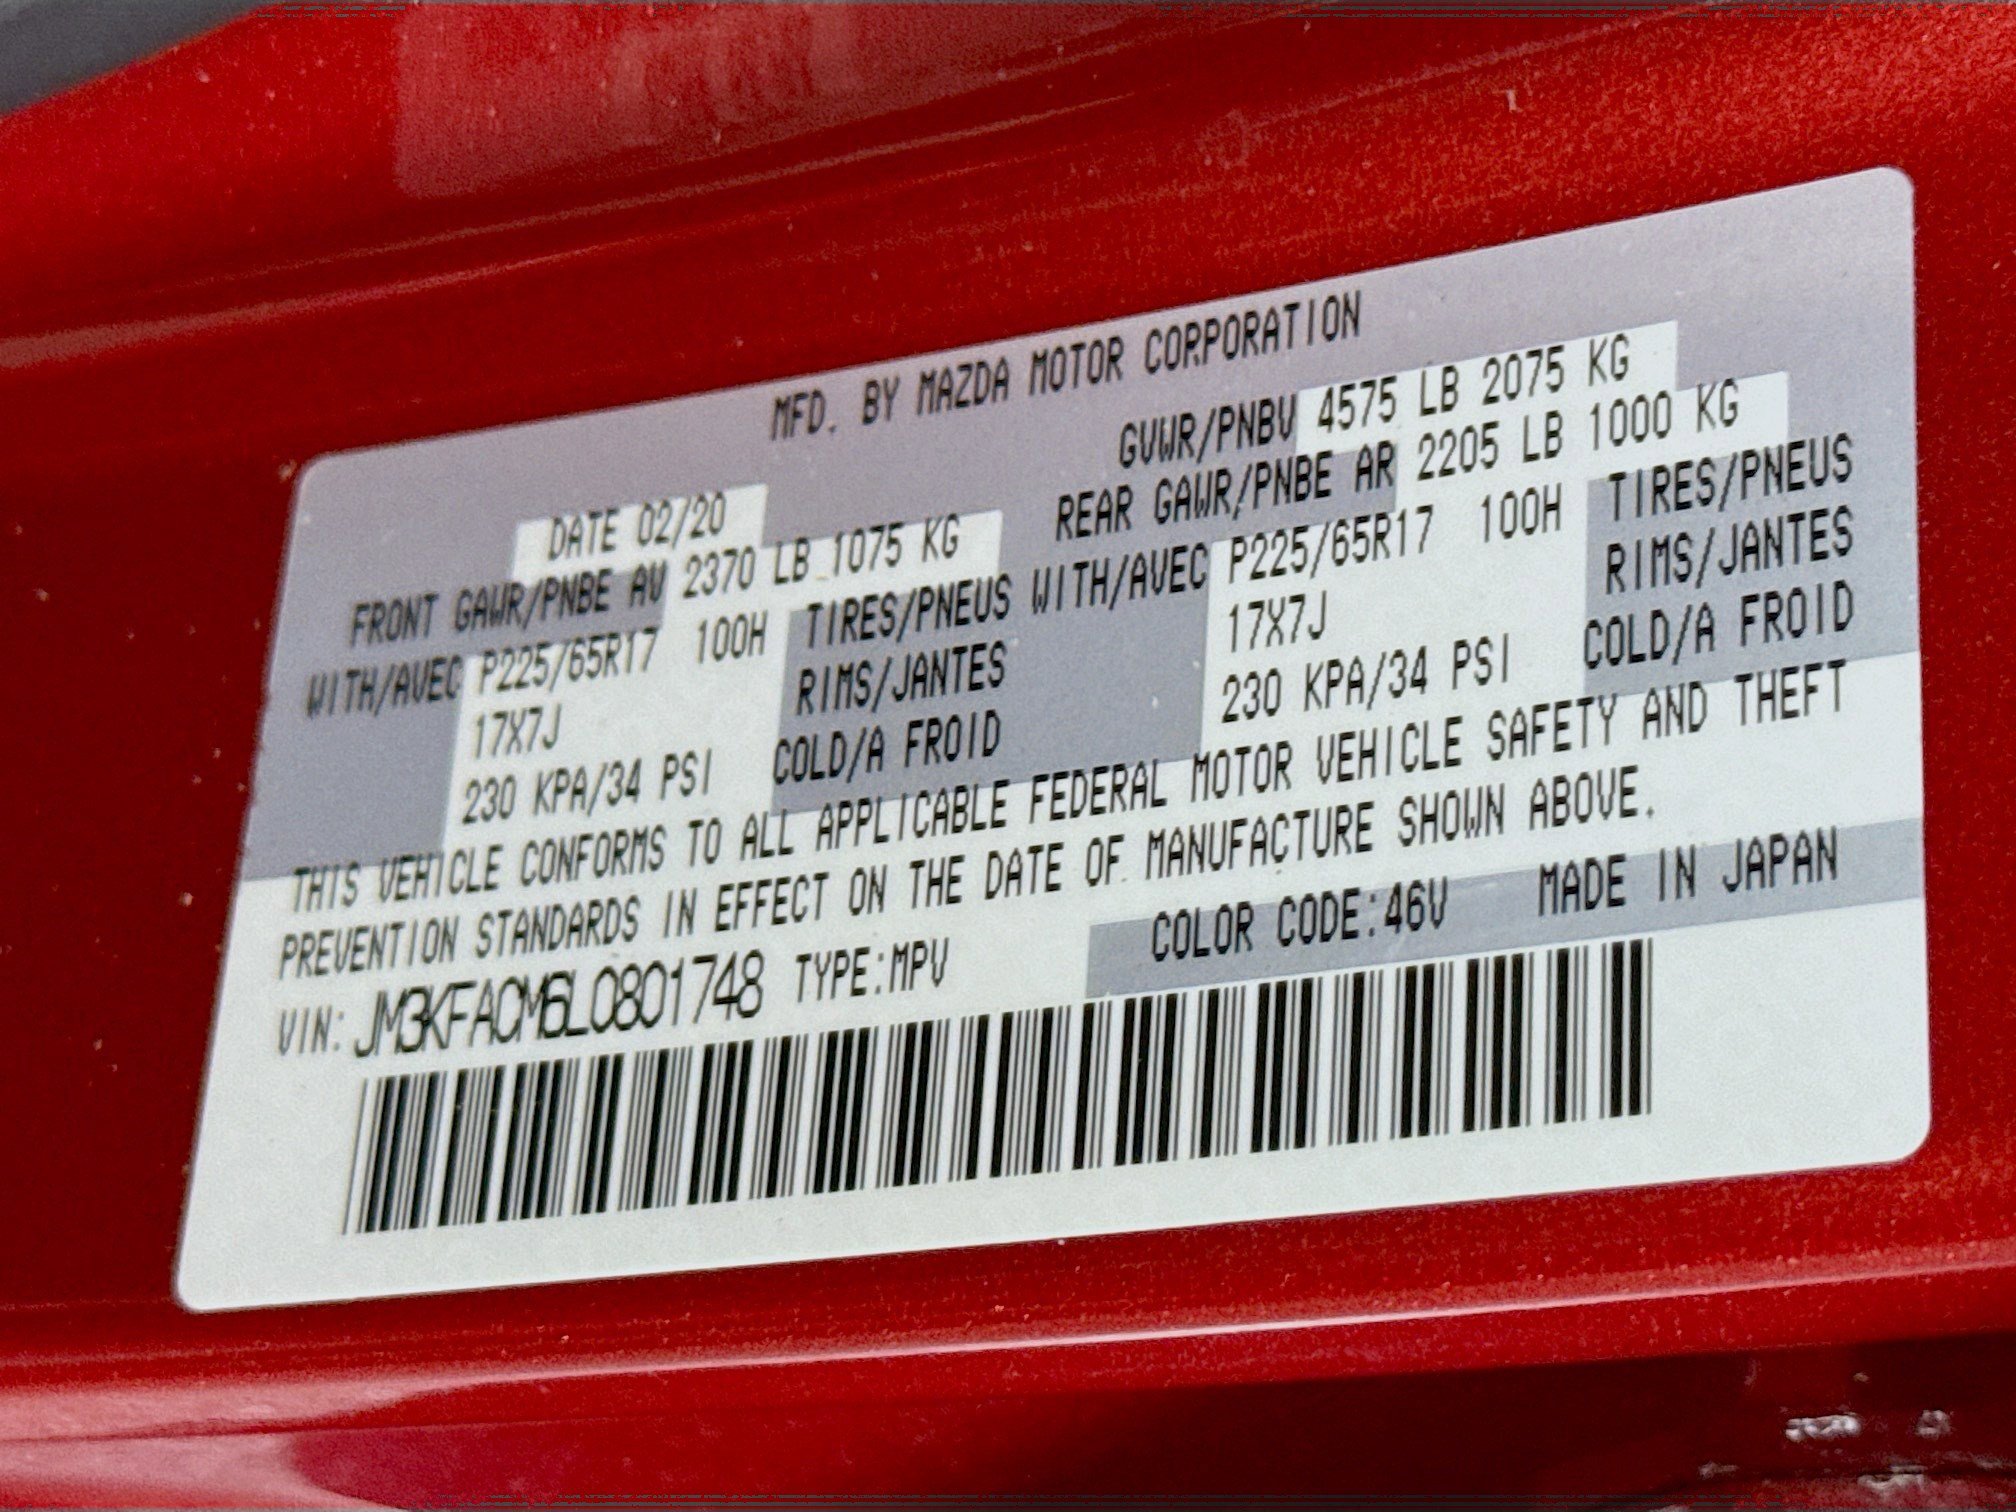 MFD. BY MAZDA MOTOR CORPORATION
GVWR/PNBV 4575 LB 2075 KG
DATE 02/20
FRONT GAWR/PNBE AV 2370 LB 1075 KG REAR GAWR/PNBE AR 2205 LB 1000 KG
WITH/AVEC P225/65R17 100H TIRES/PNEUS WITH/AVEC P225/65R17 100H TIRES/PNEUS
17X7J RIMS/JANTES 17X7J RIMS/JANTES
230 KPA/34 PSI COLD/A FROID 230 KPA/34 PSI COLD/A FROID
THIS VEHICLE CONFORMS TO ALL APPLICABLE FEDERAL MOTOR VEHICLE SAFETY AND THEFT
PREVENTION STANDARDS IN EFFECT ON THE DATE OF MANUFACTURE SHOWN ABOVE.
VIN: JM3KFACM6L0801748 TYPE:MPV COLOR CODE:46V MADE IN JAPAN